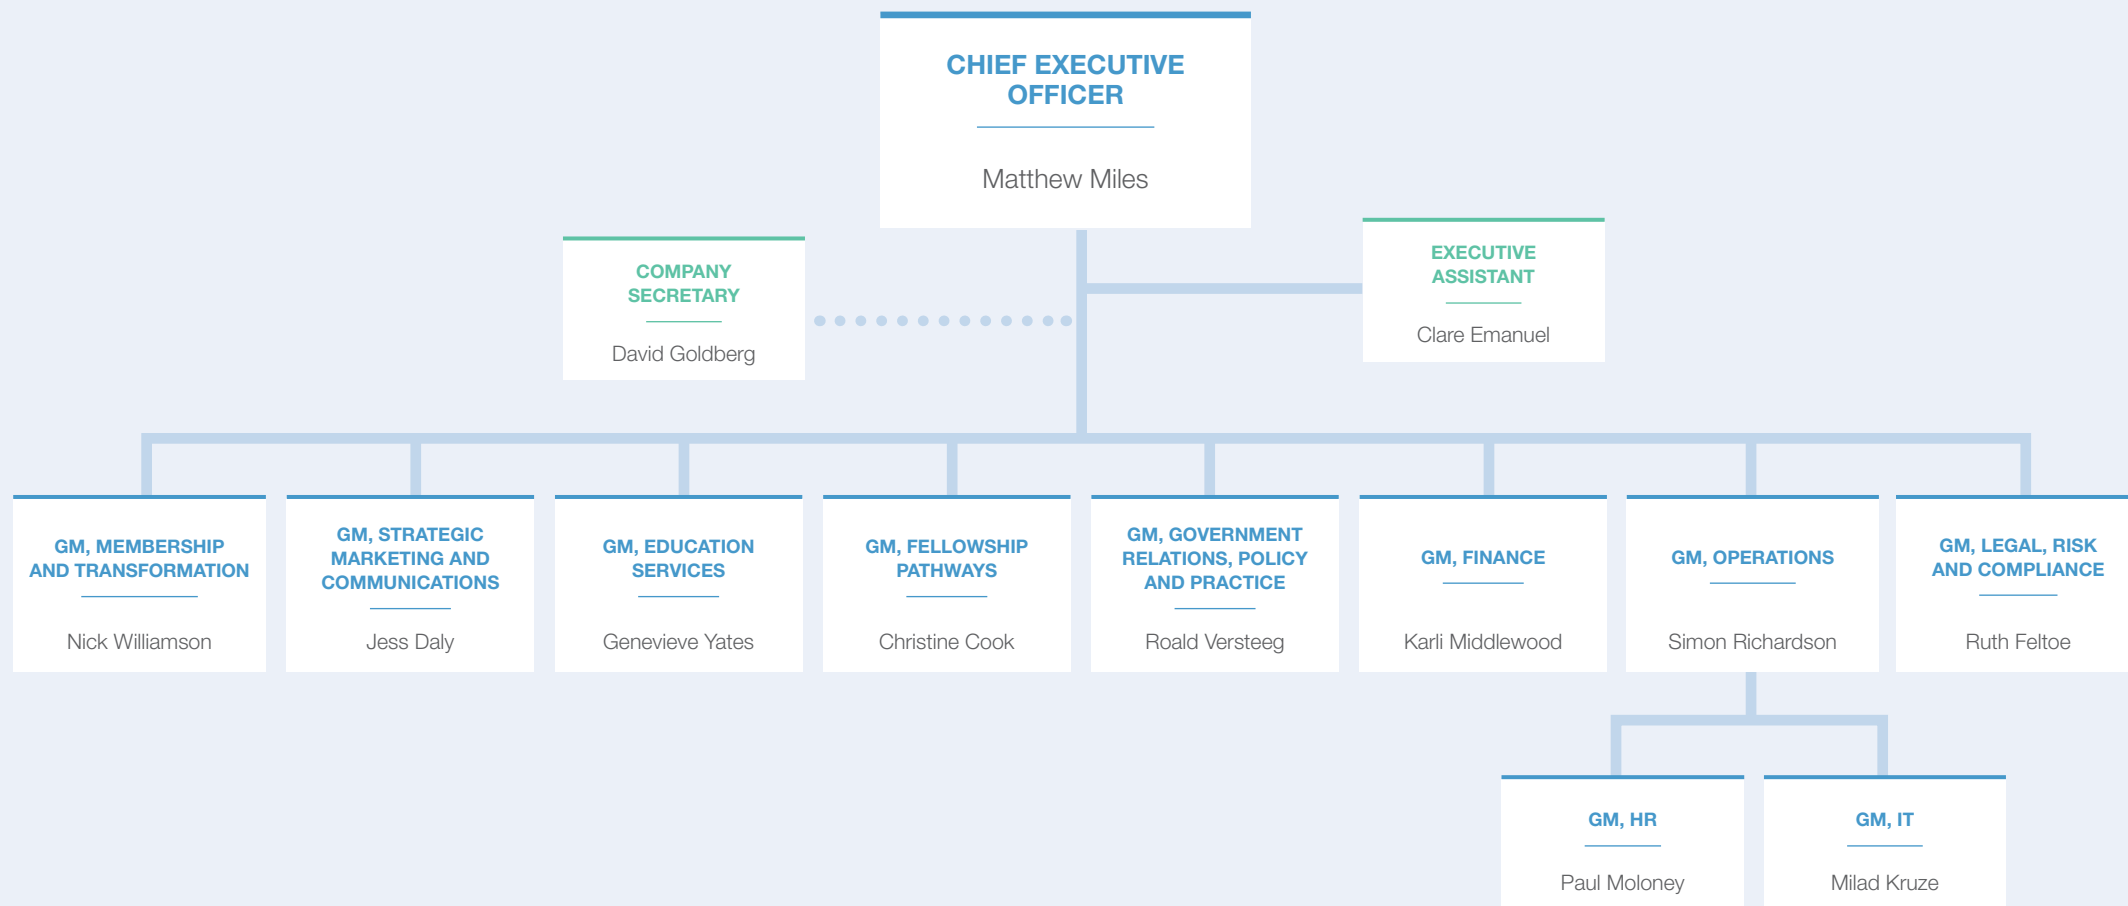 CHIEF EXECUTIVE
OFFICER
Matthew Miles
COMPANY
SECRETARY
David Goldberg
EXECUTIVE
ASSISTANT
Clare Emanuel
GM, MEMBERSHIP
AND TRANSFORMATION
Nick Williamson
GM, STRATEGIC
MARKETING AND
COMMUNICATIONS
Jess Daly
GM, EDUCATION
SERVICES
Genevieve Yates
GM, FELLOWSHIP
PATHWAYS
Christine Cook
GM, GOVERNMENT
RELATIONS, POLICY
AND PRACTICE
Roald Versteeg
GM, FINANCE
Karli Middlewood
GM, OPERATIONS
Simon Richardson
GM, LEGAL, RISK
AND COMPLIANCE
Ruth Feltoe
GM, HR
Paul Moloney
GM, IT
Milad Kruze